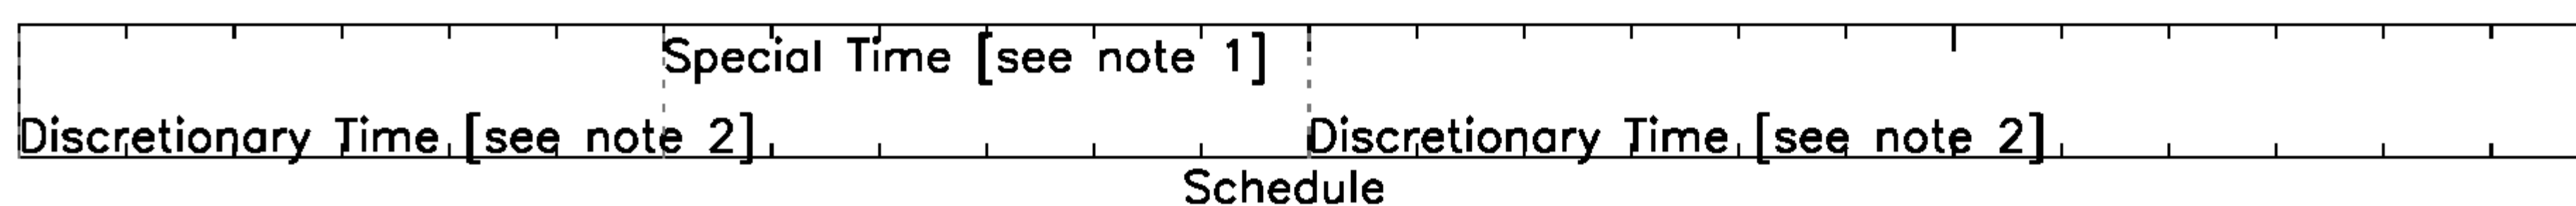 Special Time [see note 1]
Discretionary Time [see note 2]
Discretionary Time [see note 2]
Schedule